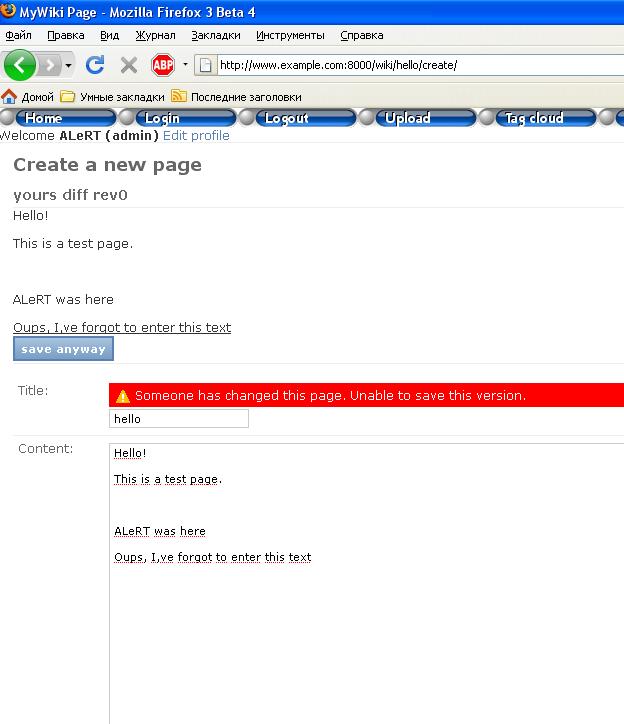 MyWiki Page - Mozilla Firefox 3 Beta 4
Файл Правка Вид Журнал Закладки Инструменты Справка
ABP http://www.example.com:8000/wiki/hello/create/
Домой Умные закладки Последние заголовки
Home Login Logout Upload Tag cloud
Welcome ALeRT (admin) Edit profile
Create a new page
yours diff rev0
Hello!
This is a test page.
ALeRT was here
Oups, I,ve forgot to enter this text
save anyway
Title: Someone has changed this page. Unable to save this version.
hello
Content: Hello!
This is a test page.
ALeRT was here
Oups, I,ve forgot to enter this text